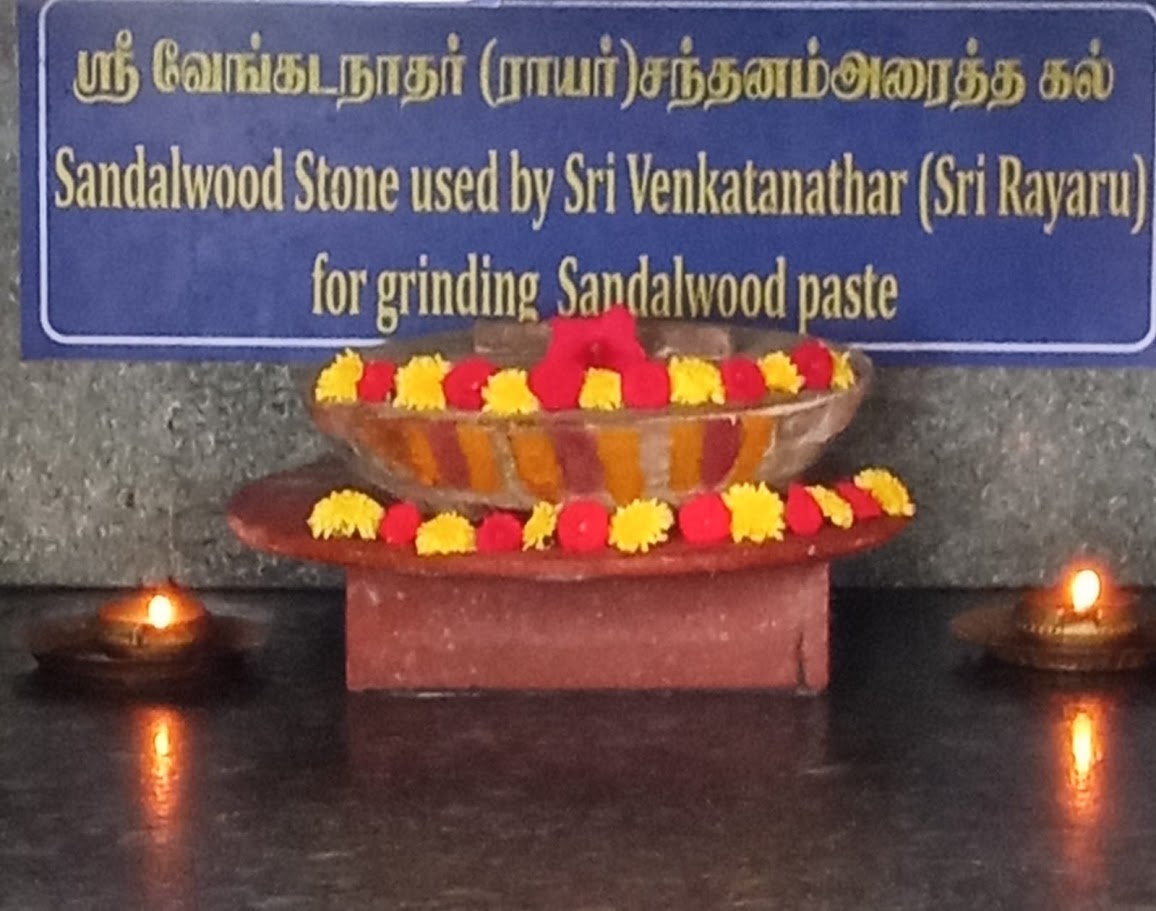 ஸ்ரீ வேங்கடநாதர் (ராயர்)சந்தனம்அரைத்த கல்
Sandalwood Stone used by Sri Venkatanathar (Sri Rayaru)
for grinding Sandalwood paste